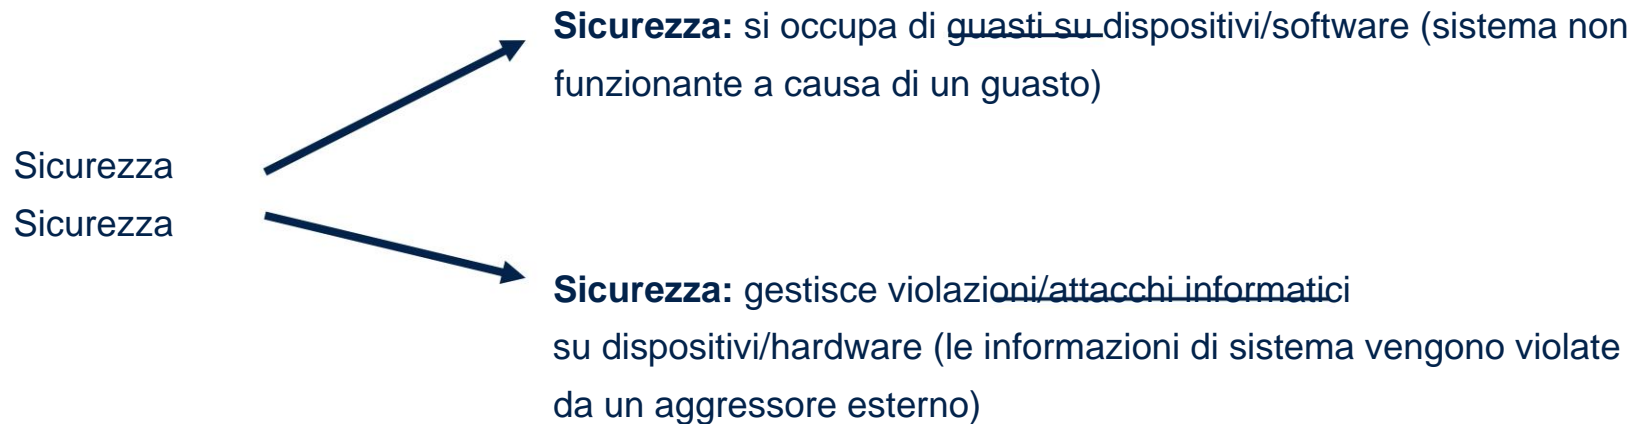 Sicurezza: si occupa di guasti su dispositivi/software (sistema non
funzionante a causa di un guasto)
Sicurezza
Sicurezza
Sicurezza: gestisce violazioni/attacchi informatici
su dispositivi/hardware (le informazioni di sistema vengono violate
da un aggressore esterno)